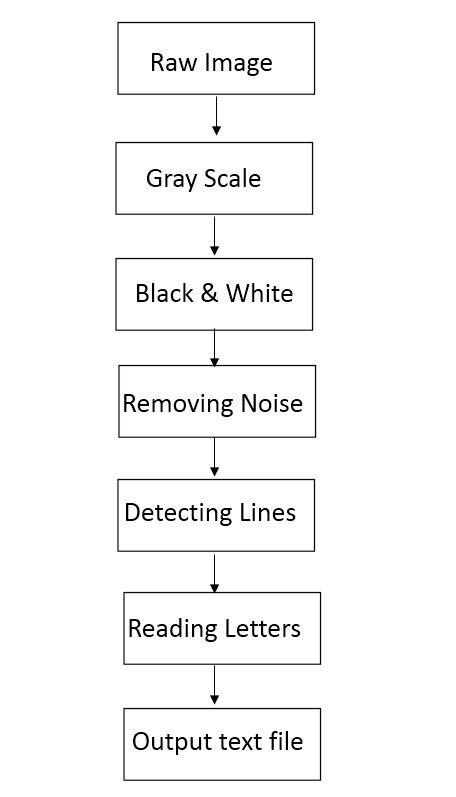 Raw Image
Gray Scale
Black & White
Removing Noise
Detecting Lines
Reading Letters
Output text file